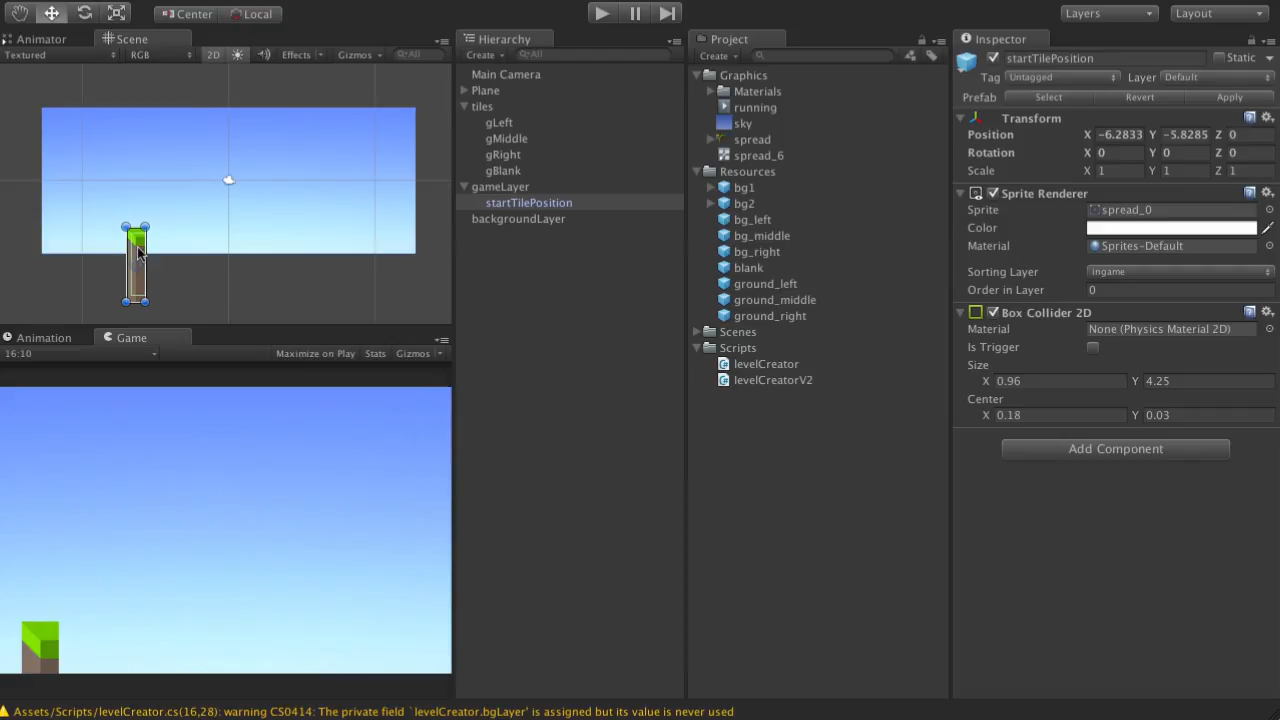 Center Local Layers Layout
Animator Scene
Textured RGB 2D Effects Gizmos All
Hierarchy
Create All
Main Camera
Plane
tiles
gLeft
gMiddle
gRight
gBlank
gameLayer
startTilePosition
backgroundLayer
Project
Create
Graphics
Materials
running
sky
spread
spread_6
Resources
bg1
bg2
bg_left
bg_middle
bg_right
blank
ground_left
ground_middle
ground_right
Scenes
Scripts
levelCreator
levelCreatorV2
Inspector
startTilePosition Static
Tag Untagged Layer Default
Prefab Select Revert Apply
Transform
Position X -6.2833 Y -5.8285 Z 0
Rotation X 0 Y 0 Z 0
Scale X 1 Y 1 Z 1
Sprite Renderer
Sprite spread_0
Color
Material Sprites-Default
Sorting Layer ingame
Order in Layer 0
Box Collider 2D
Material None (Physics Material 2D)
Is Trigger
Size
X 0.96 Y 4.25
Center
X 0.18 Y 0.03
Add Component
Animation Game
16:10 Maximize on Play Stats Gizmos
Assets/Scripts/levelCreator.cs(16,28): warning CS0414: The private field `levelCreator.bgLayer' is assigned but its value is never used